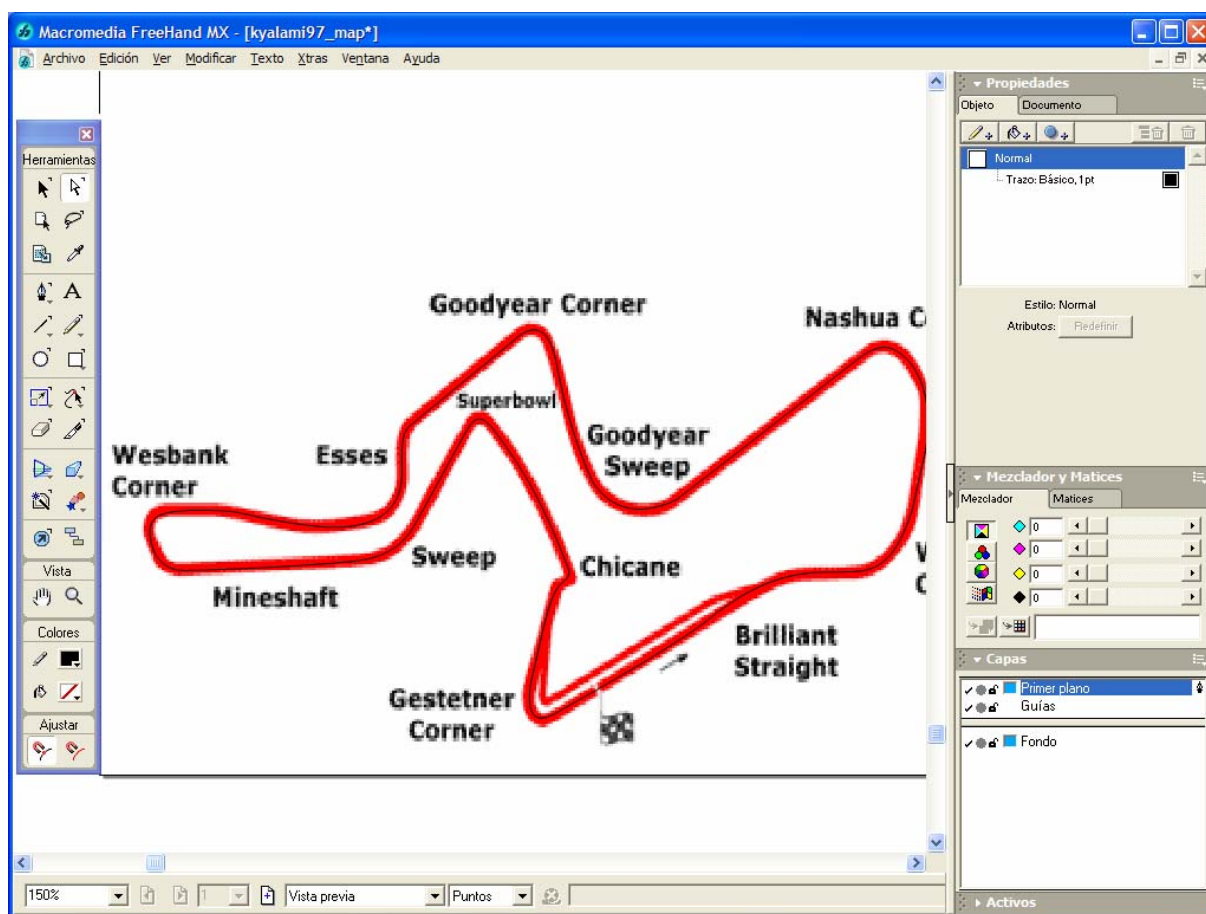 Macromedia FreeHand MX - [kyalami97_map*]
Archivo Edición Ver Modificar Texto Xtras Ventana Ayuda
Herramientas
Vista
Colores
Ajustar
Goodyear Corner
Nashua
Superbowl
Goodyear
Sweep
Esses
Wesbank
Corner
Sweep
Chicane
Mineshaft
Brilliant
Straight
Gestetner
Corner
150%
1
Vista previa
Puntos
Propiedades
Objeto
Documento
Normal
Trazo: Básico, 1pt
Estilo: Normal
Atributos: Redefinir
Mezclador y Matices
Mezclador
Matices
0
0
0
0
Capas
Primer plano
Guías
Fondo
Activos